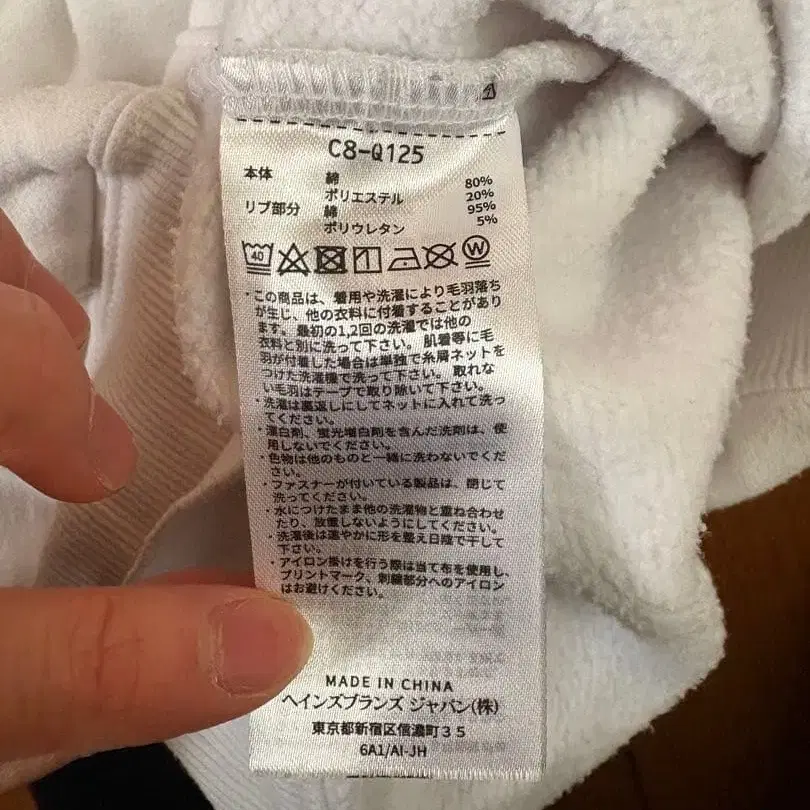 C8-Q125
本体 綿 80%
ポリエステル 20%
リブ部分 綿 95%
ポリウレタン 5%
40 W
・この商品は、着用や洗濯により毛羽落ち
が生じ、他の衣料に付着することがあり
ます。最初の1,2回の洗濯では他の
衣料と別に洗って下さい。肌着等に毛
羽が付着した場合は単独で糸屑ネットを
つけた洗濯機で洗って下さい。取れな
い毛羽はテープで取り除いて下さい。
・洗濯は裏返しにしてネットに入れて洗っ
てください。
・漂白剤、蛍光増白剤を含んだ洗剤は、使
用しないでください。
・色物は他のものと一緒に洗わないでくだ
さい。
・ファスナーが付いている製品は、閉じて
洗ってください。
・水につけたまま他の洗濯物と重ね合わせ
たり、放置しないようにしてください。
・洗濯後は速やかに形を整え日陰で干して
下さい。
・アイロン掛けを行う際は当て布を使用し、
プリントマーク、刺繍部分へのアイロン
はお避けください。
MADE IN CHINA
ヘインズブランズ ジャパン(株)
東京都新宿区信濃町35
6A1/AI-JH